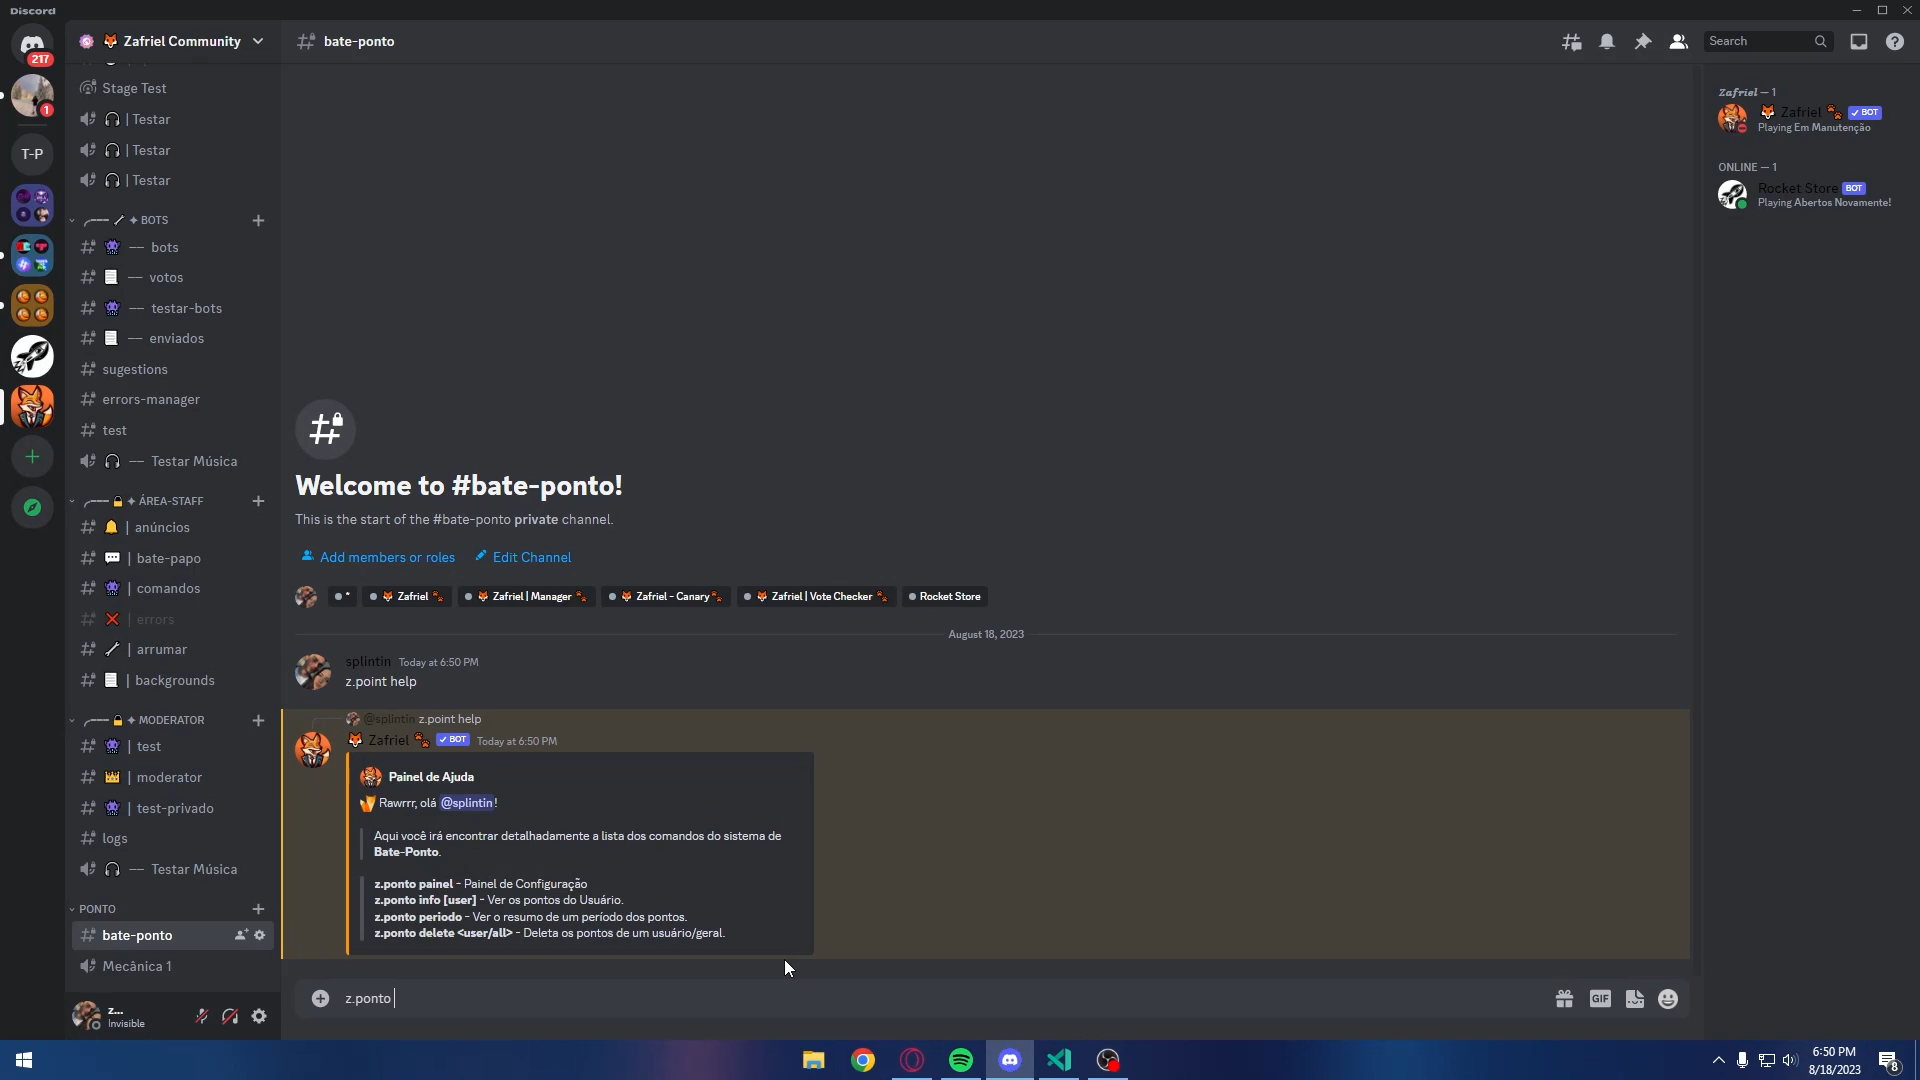 Discord
217
Zafriel Community
bate-ponto
Search
1
T-P
Stage Test
| Testar
| Testar
| Testar
BOTS
bots
votos
testar-bots
enviados
sugestions
errors-manager
test
Testar Música
ÁREA-STAFF
| anúncios
| bate-papo
| comandos
| errors
| arrumar
| backgrounds
MODERATOR
| test
| moderator
| test-privado
logs
Testar Música
PONTO
bate-ponto
Mecânica 1
z...
Invisible
Welcome to #bate-ponto!
This is the start of the #bate-ponto private channel.
Add members or roles Edit Channel
* Zafriel Zafriel | Manager Zafriel - Canary Zafriel | Vote Checker Rocket Store
August 18, 2023
splintin Today at 6:50 PM
z.point help
@splintin z.point help
Zafriel BOT Today at 6:50 PM
Painel de Ajuda
Rawrrr, olá @splintin!
Aqui você irá encontrar detalhadamente a lista dos comandos do sistema de
Bate-Ponto.
z.ponto painel - Painel de Configuração
z.ponto info [user] - Ver os pontos do Usuário.
z.ponto periodo - Ver o resumo de um período dos pontos.
z.ponto delete <user/all> - Deleta os pontos de um usuário/geral.
z.ponto
GIF
Zafriel — 1
Zafriel BOT
Playing Em Manutenção
ONLINE — 1
Rocket Store BOT
Playing Abertos Novamente!
6:50 PM
8/18/2023
8